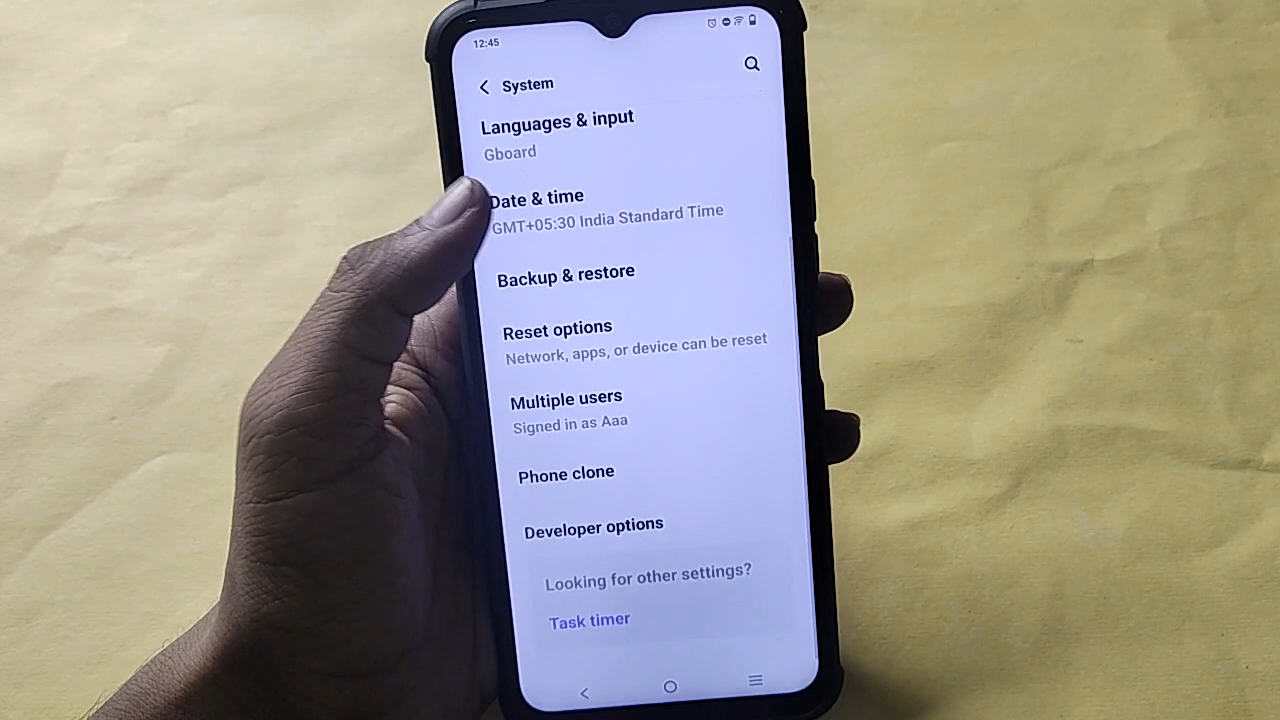 12:45
System
Languages & input
Gboard
Date & time
GMT+05:30 India Standard Time
Backup & restore
Reset options
Network, apps, or device can be reset
Multiple users
Signed in as Aaa
Phone clone
Developer options
Looking for other settings?
Task timer